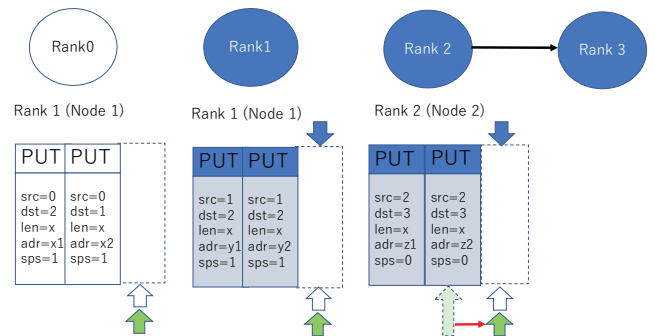 Rank0
Rank1
Rank 2
Rank 3
Rank 1 (Node 1)
Rank 1 (Node 1)
Rank 2 (Node 2)
PUT PUT
src=0 src=0
dst=2 dst=1
len=x len=x
adr=x1 adr=x2
sps=1 sps=1
PUT PUT
src=1 src=1
dst=2 dst=2
len=x len=x
adr=y1 adr=y2
sps=1 sps=1
PUT PUT
src=2 src=2
dst=3 dst=3
len=x len=x
adr=z1 adr=z2
sps=0 sps=0